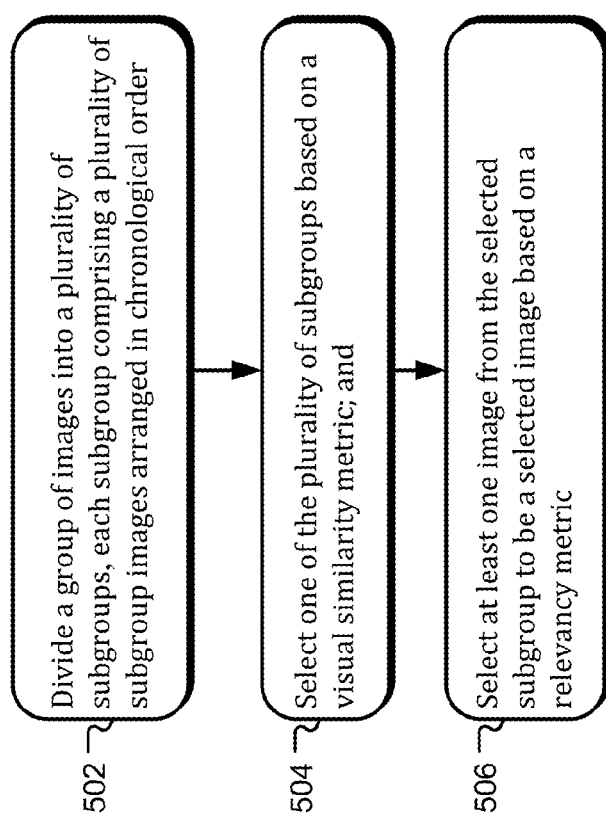 502
Divide a group of images into a plurality of
subgroups, each subgroup comprising a plurality of
subgroup images arranged in chronological order
504
Select one of the plurality of subgroups based on a
visual similarity metric; and
506
Select at least one image from the selected
subgroup to be a selected image based on a
relevancy metric